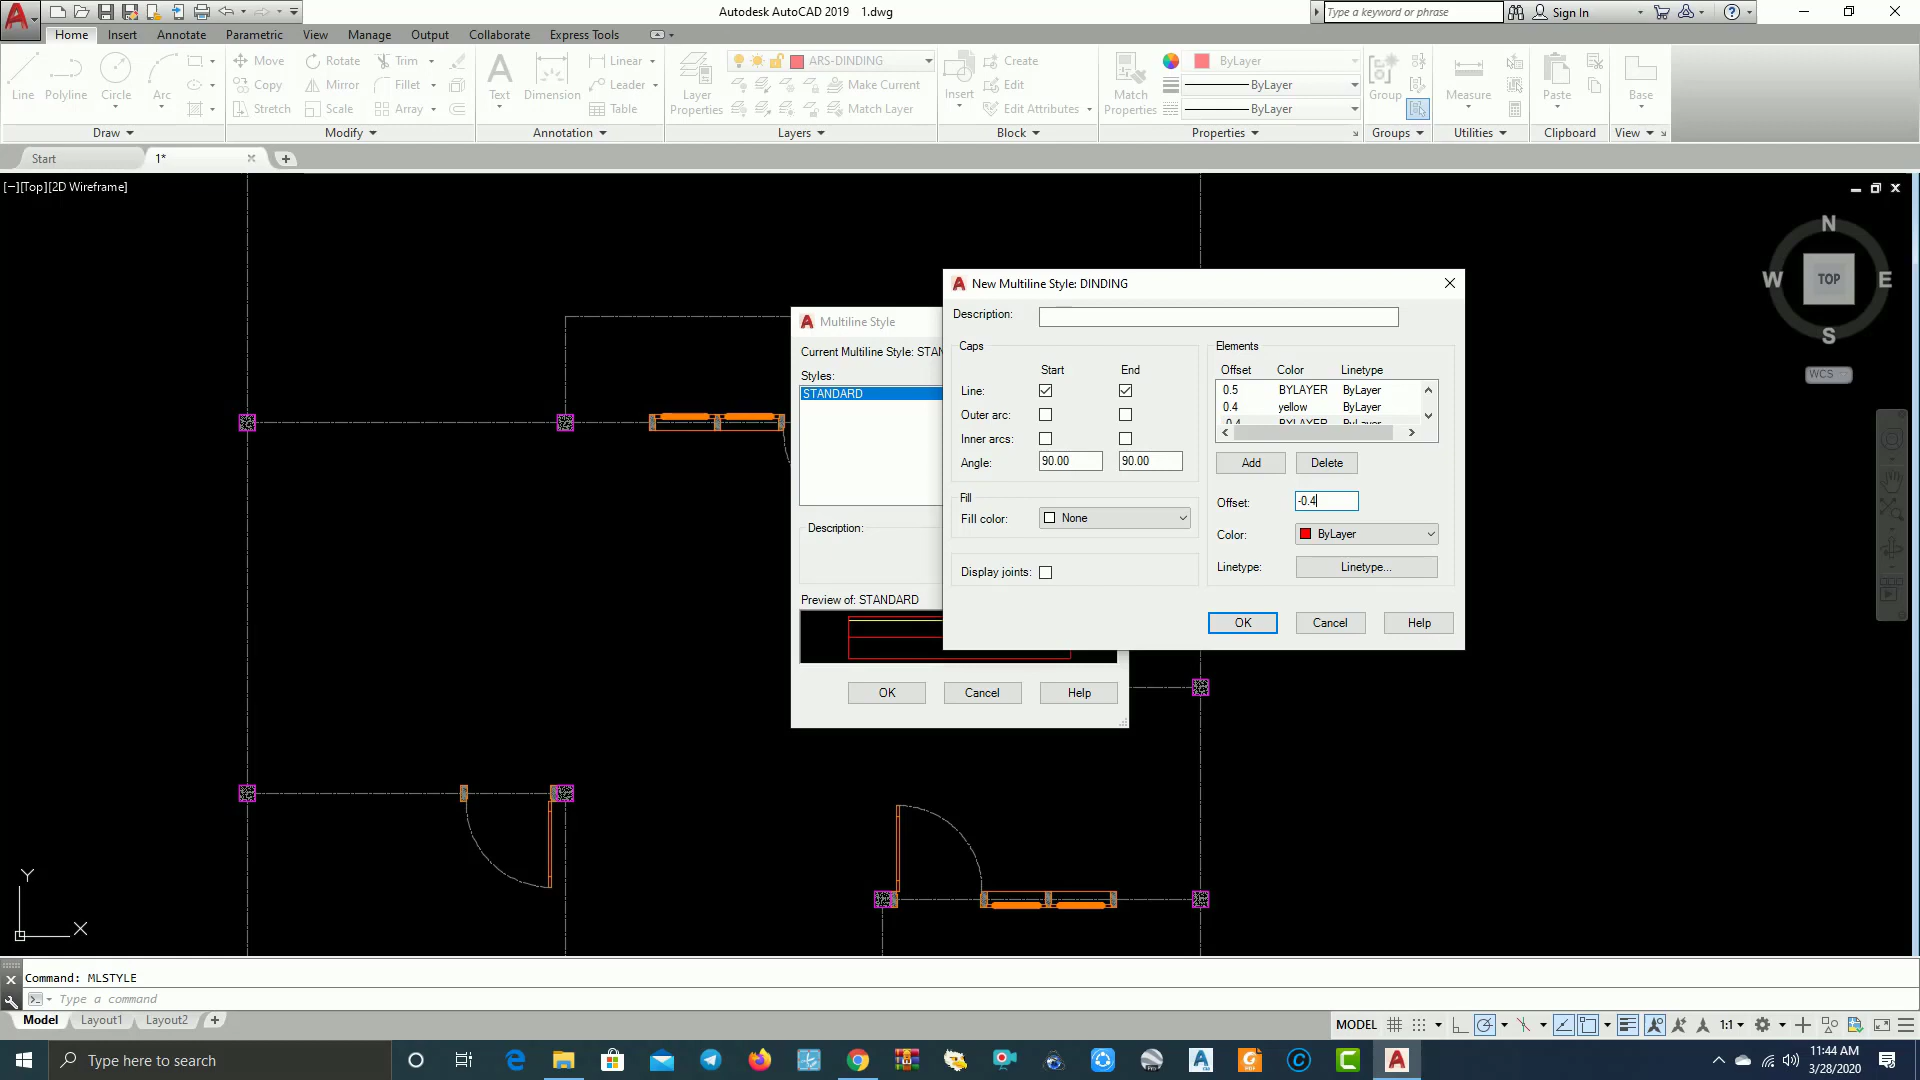 Autodesk AutoCAD 2019 1.dwg
Type a keyword or phrase
Sign In
Home Insert Annotate Parametric View Manage Output Collaborate Express Tools
Line Polyline Circle Arc
Move Rotate Trim
Copy Mirror Fillet
Stretch Scale Array
Text Dimension
Linear
Leader
Table
Layer Properties
ARS-DINDING
Make Current
Match Layer
Insert
Create
Edit
Edit Attributes
Match Properties
ByLayer
ByLayer
ByLayer
Group
Measure
Paste
Base
Draw Modify Annotation Layers Block Properties Groups Utilities Clipboard View
Start 1*
[−][Top][2D Wireframe]
N
W TOP E
S
WCS
Multiline Style
Current Multiline Style: STAN
Styles:
STANDARD
Description:
Preview of: STANDARD
OK Cancel Help
New Multiline Style: DINDING
Description:
Caps
Start End
Line:
Outer arc:
Inner arcs:
Angle: 90.00 90.00
Fill
Fill color: None
Display joints:
Elements
Offset Color Linetype
0.5 BYLAYER ByLayer
0.4 yellow ByLayer
Add Delete
Offset: -0.4
Color: ByLayer
Linetype: Linetype...
OK Cancel Help
Y
X
Command: MLSTYLE
Type a command
Model Layout1 Layout2
MODEL 1:1
Type here to search
11:44 AM
3/28/2020